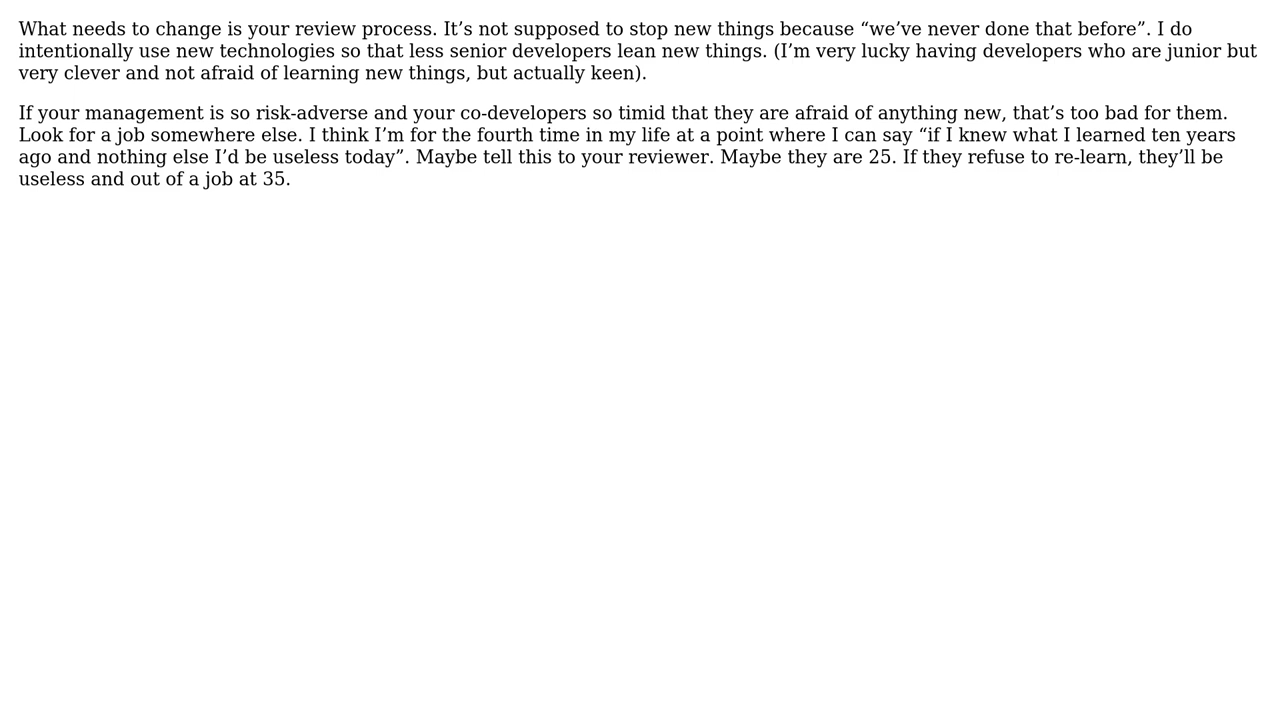 What needs to change is your review process. It’s not supposed to stop new things because “we’ve never done that before”. I do
intentionally use new technologies so that less senior developers lean new things. (I’m very lucky having developers who are junior but
very clever and not afraid of learning new things, but actually keen).
If your management is so risk-adverse and your co-developers so timid that they are afraid of anything new, that’s too bad for them.
Look for a job somewhere else. I think I’m for the fourth time in my life at a point where I can say “if I knew what I learned ten years
ago and nothing else I’d be useless today”. Maybe tell this to your reviewer. Maybe they are 25. If they refuse to re-learn, they’ll be
useless and out of a job at 35.